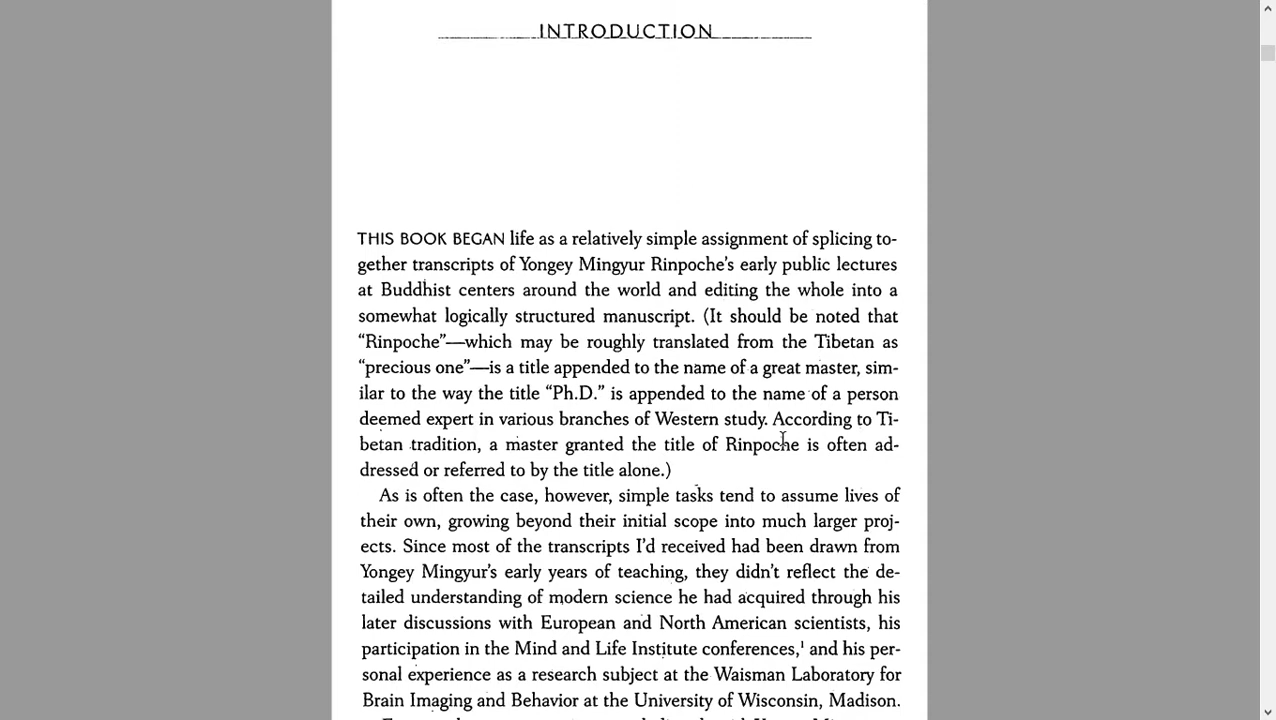 INTRODUCTION
THIS BOOK BEGAN life as a relatively simple assignment of splicing to-
gether transcripts of Yongey Mingyur Rinpoche's early public lectures
at Buddhist centers around the world and editing the whole into a
somewhat logically structured manuscript. (It should be noted that
“Rinpoche”—which may be roughly translated from the Tibetan as
“precious one”—is a title appended to the name of a great master, sim-
ilar to the way the title “Ph.D.” is appended to the name of a person
deemed expert in various branches of Western study. According to Ti-
betan tradition, a master granted the title of Rinpoche is often ad-
dressed or referred to by the title alone.)
As is often the case, however, simple tasks tend to assume lives of
their own, growing beyond their initial scope into much larger proj-
ects. Since most of the transcripts I'd received had been drawn from
Yongey Mingyur's early years of teaching, they didn't reflect the de-
tailed understanding of modern science he had acquired through his
later discussions with European and North American scientists, his
participation in the Mind and Life Institute conferences,¹ and his per-
sonal experience as a research subject at the Waisman Laboratory for
Brain Imaging and Behavior at the University of Wisconsin, Madison.